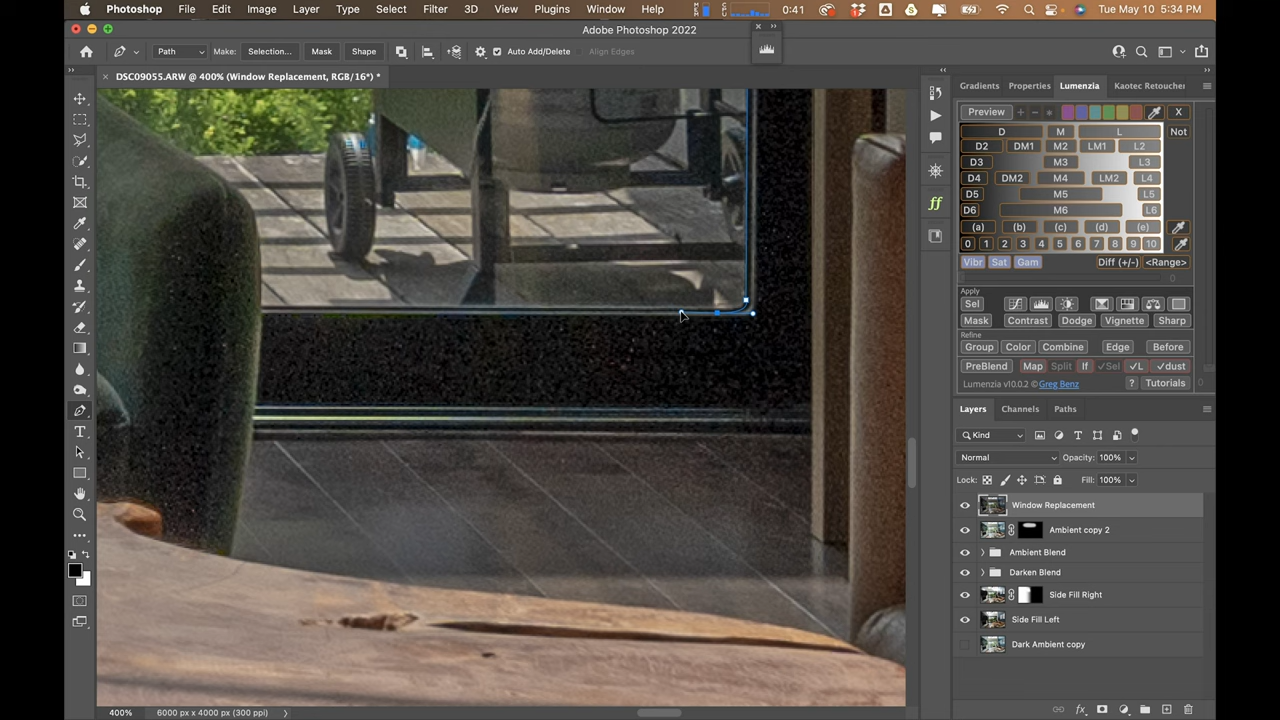 Photoshop File Edit Image Layer Type Select Filter 3D View Plugins Window Help 0:41 Tue May 10 5:34 PM
Adobe Photoshop 2022
Path Make: Selection... Mask Shape Auto Add/Delete Align Edges
DSC09055.ARW @ 400% (Window Replacement, RGB/16*) *
Gradients Properties Lumenzia Kaotec Retoucher
Preview X
D M L Not
D2 DM1 M2 LM1 L2
D3 M3 L3
D4 DM2 M4 LM2 L4
D5 M5 L5
D6 M6 L6
(a) (b) (c) (d) (e)
0 1 2 3 4 5 6 7 8 9 10
Vibr Sat Gam Diff (+/-) <Range>
0
Apply
Sel
Mask Contrast Dodge Vignette Sharp
Refine
Group Color Combine Edge Before
PreBlend Map Split If ✓Sel ✓L ✓dust
Lumenzia v10.0.2 © Greg Benz ? Tutorials
Layers Channels Paths
Kind
Normal Opacity: 100%
Lock: Fill: 100%
Window Replacement
Ambient copy 2
Ambient Blend
Darken Blend
Side Fill Right
Side Fill Left
Dark Ambient copy
400% 6000 px x 4000 px (300 ppi)